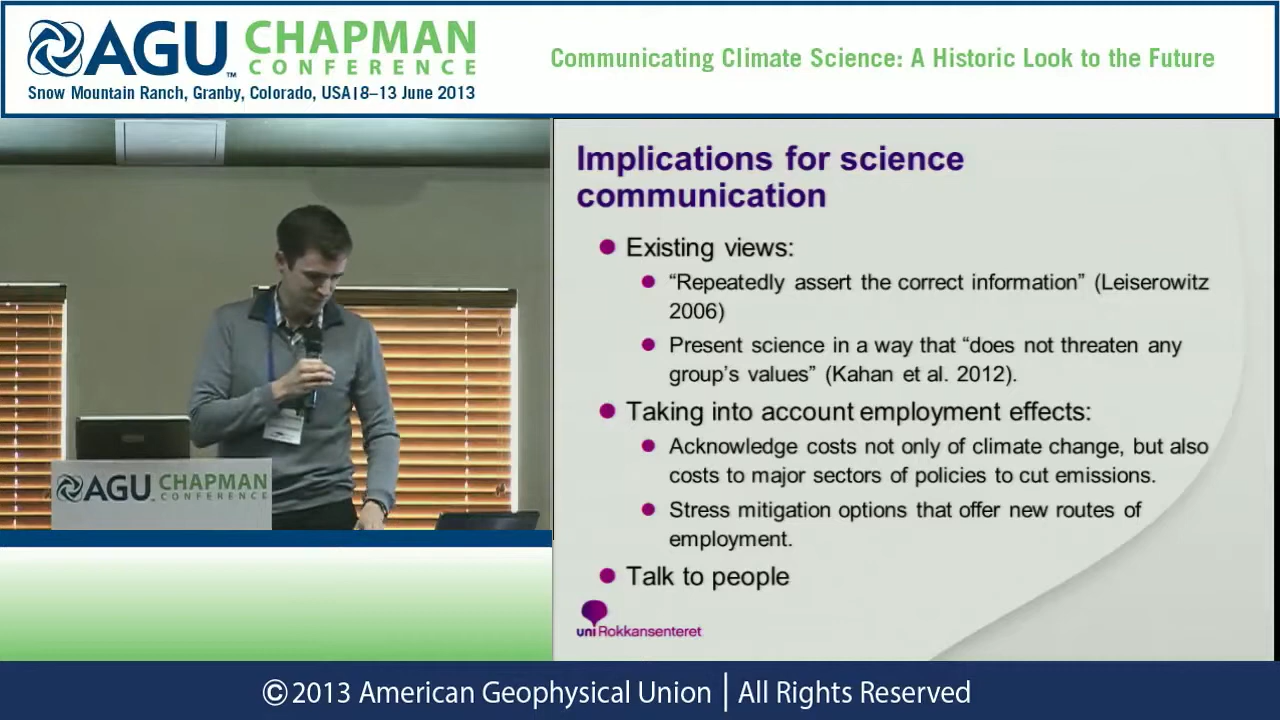 AGU CHAPMAN
CONFERENCE
TM
Snow Mountain Ranch, Granby, Colorado, USA|8–13 June 2013
Communicating Climate Science: A Historic Look to the Future
Implications for science
communication
Existing views:
“Repeatedly assert the correct information” (Leiserowitz
2006)
Present science in a way that “does not threaten any
group’s values” (Kahan et al. 2012).
Taking into account employment effects:
Acknowledge costs not only of climate change, but also
costs to major sectors of policies to cut emissions.
Stress mitigation options that offer new routes of
employment.
Talk to people
uni Rokkansenteret
AGU CHAPMAN
CONFERENCE
©2013 American Geophysical Union | All Rights Reserved